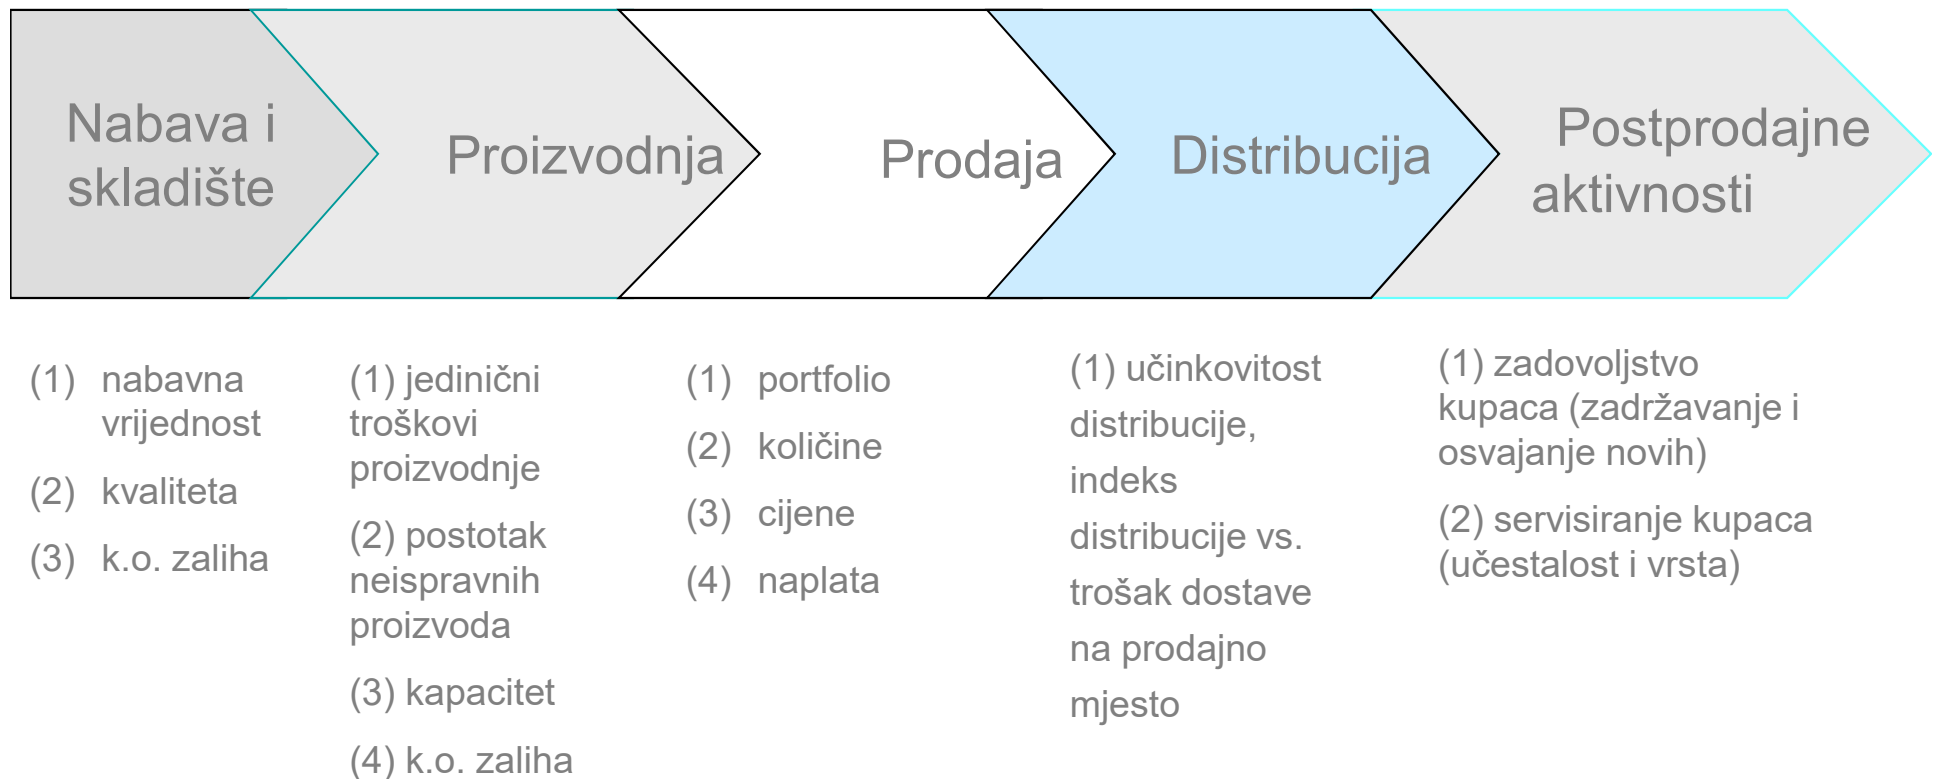 Nabava i
skladište
Proizvodnja
Prodaja
Distribucija
Postprodajne
aktivnosti
(1) nabavna
vrijednost
(2) kvaliteta
(3) k.o. zaliha
(1) jedinični
troškovi
proizvodnje
(2) postotak
neispravnih
proizvoda
(3) kapacitet
(4) k.o. zaliha
(1) portfolio
(2) količine
(3) cijene
(4) naplata
(1) učinkovitost
distribucije,
indeks
distribucije vs.
trošak dostave
na prodajno
mjesto
(1) zadovoljstvo
kupaca (zadržavanje i
osvajanje novih)
(2) servisiranje kupaca
(učestalost i vrsta)